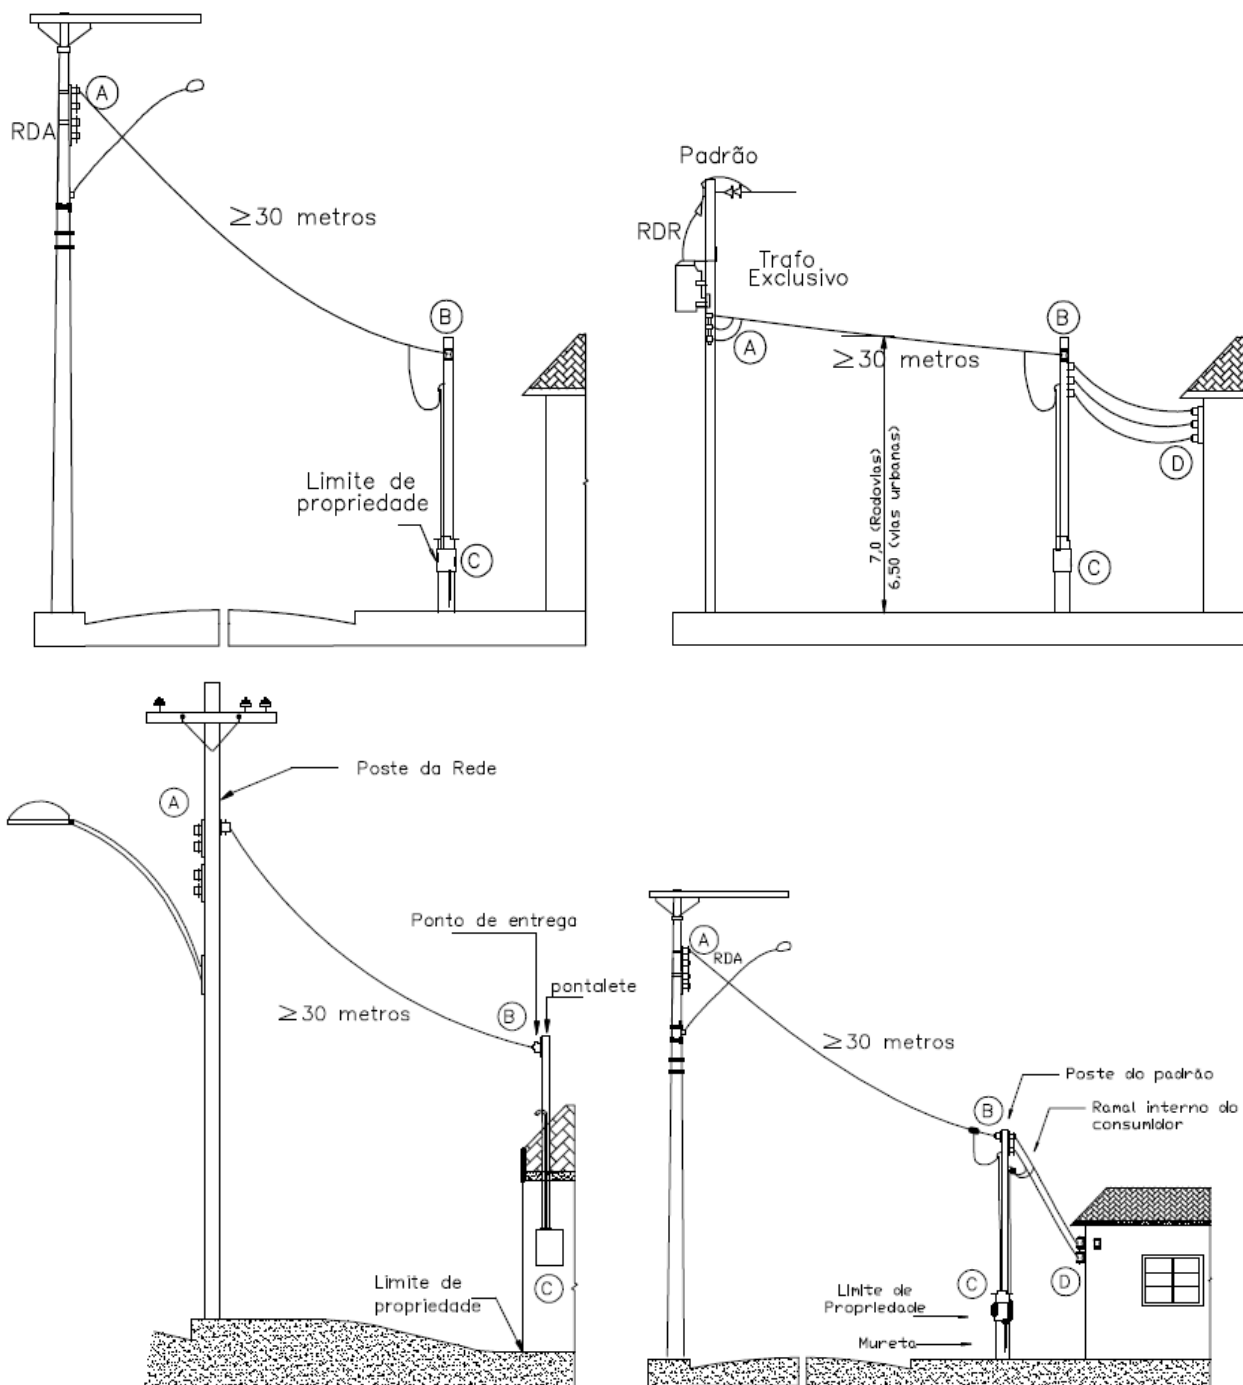 A
RDA
≥30 metros
B
Limite de
propriedade
C
Padrão
RDR
Trafo
Exclusivo
A
B
≥30 metros
7,0 (Rodovias)
6,50 (vias urbanas)
D
C
Poste da Rede
A
Ponto de entrega
pontalete
B
≥30 metros
C
Limite de
propriedade
A
RDA
≥30 metros
Poste do padrão
B
Ramal interno do
consumidor
C
D
Limite de
Propriedade
Mureta